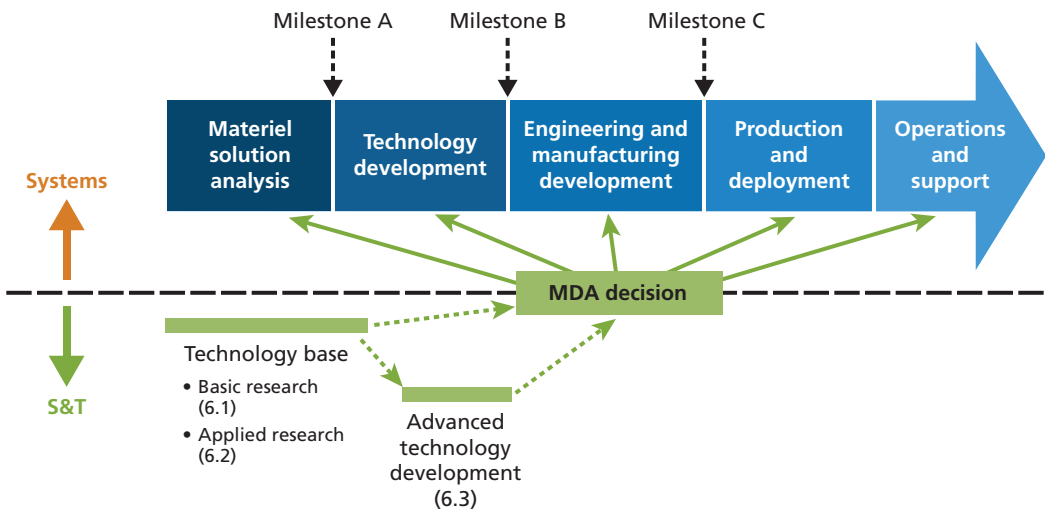 Milestone A
Milestone B
Milestone C
Materiel
solution
analysis
Technology
development
Engineering and
manufacturing
development
Production
and
deployment
Operations
and
support
Systems
MDA decision
S&T
Technology base
• Basic research
(6.1)
• Applied research
(6.2)
Advanced
technology
development
(6.3)